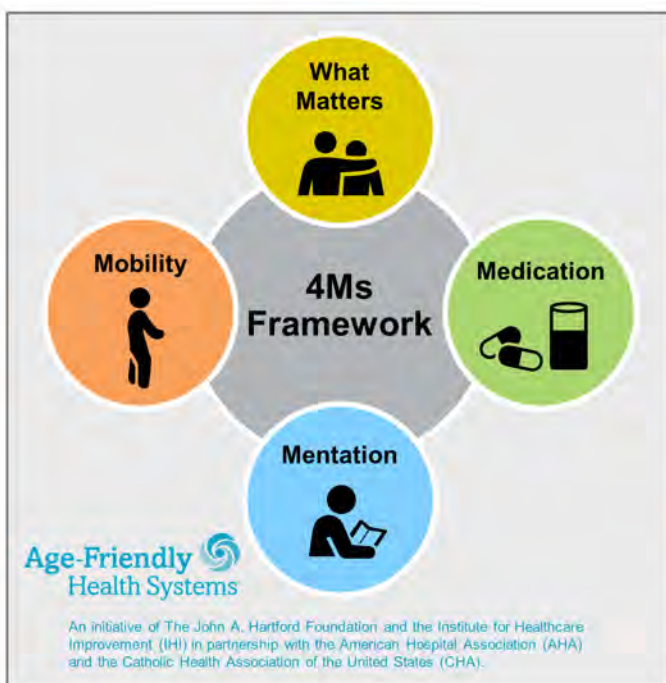 What
Matters
Mobility
4Ms
Framework
Medication
Mentation
Age-Friendly
Health Systems
An initiative of The John A. Hartford Foundation and the Institute for Healthcare
Improvement (IHI) in partnership with the American Hospital Association (AHA)
and the Catholic Health Association of the United States (CHA).